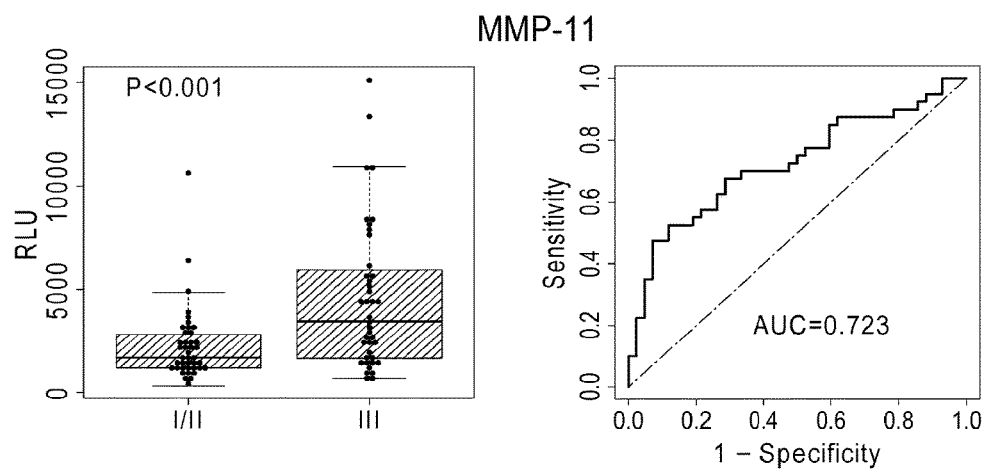 MMP-11
P<0.001
RLU
15000
10000
5000
0
I/II
III
Sensitivity
1.0
0.8
0.6
0.4
0.2
0.0
AUC=0.723
0.0 0.2 0.4 0.6 0.8 1.0
1 – Specificity